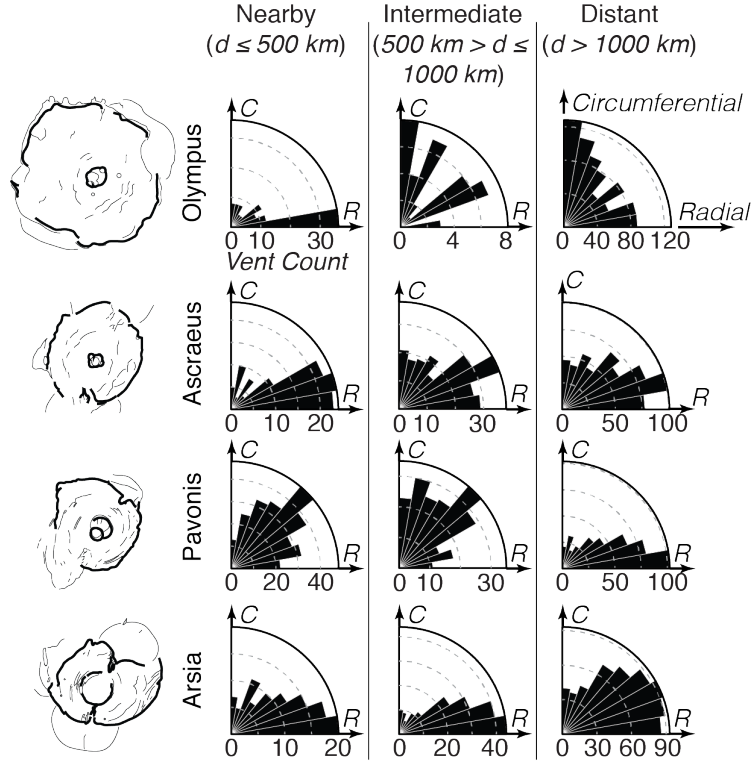 Nearby
(d ≤ 500 km)
Intermediate
(500 km > d ≤
1000 km)
Distant
(d > 1000 km)
Olympus
C
R
0 10 30
Vent Count
C
R
0 4 8
Circumferential
Radial
0 40 80 120
Ascraeus
C
R
0 10 20
C
R
0 10 30
C
R
0 50 100
Pavonis
C
R
0 20 40
C
R
0 10 30
C
R
0 50 100
Arsia
C
R
0 10 20
C
R
0 20 40
C
R
0 30 60 90